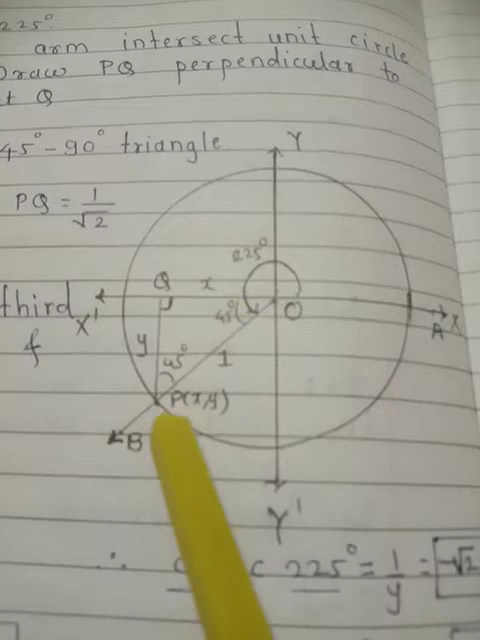 225°.
arm intersect unit circle
Draw PQ perpendicular to
at Q
45°-90° triangle
PQ = 1/√2
third
Y
225°
Q x
X'
45°
O
A X
y
45°
1
P(x,y)
B
Y'
∴ c 225° = 1/y = -√2